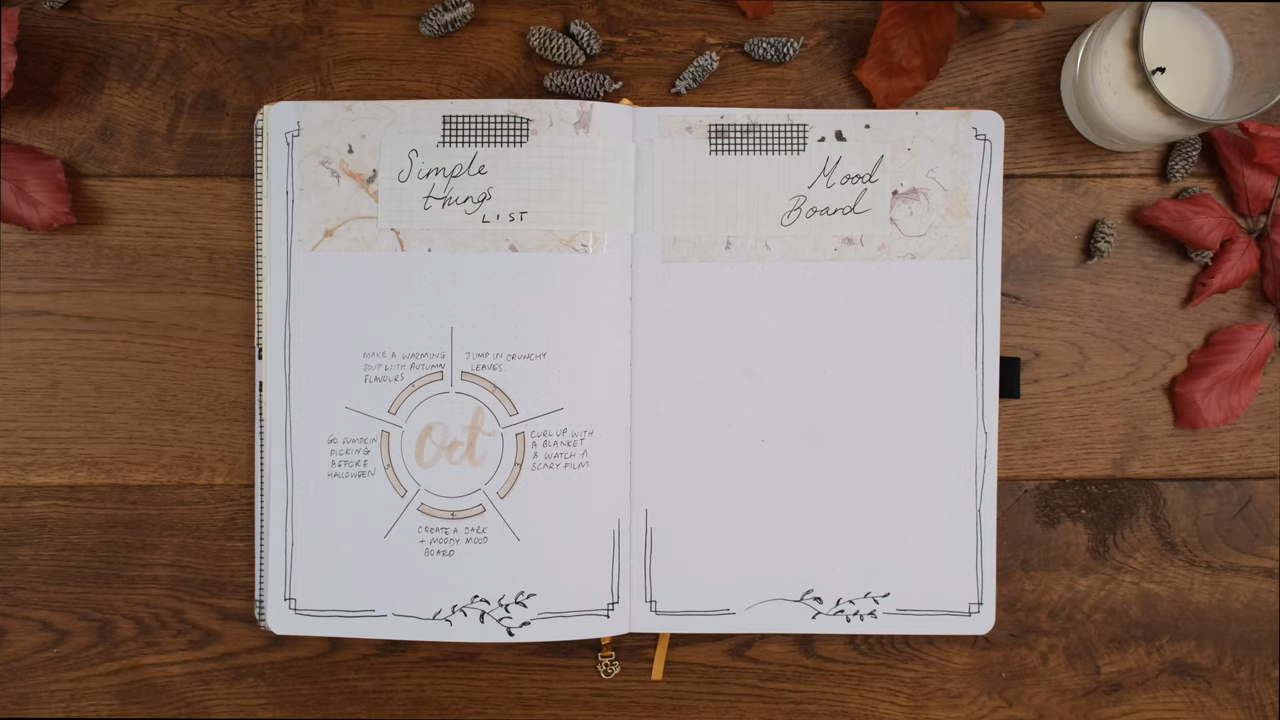 Simple
things
LIST
Mood
Board
MAKE A WARMING
SOUP WITH AUTUMN
FLAVOURS
JUMP IN CRUNCHY
LEAVES
GO PUMPKIN
PICKING
BEFORE
HALLOWEEN
Oct
CURL UP WITH
A BLANKET
& WATCH A
SCARY FILM
CREATE A DARK
+ MOODY MOOD
BOARD